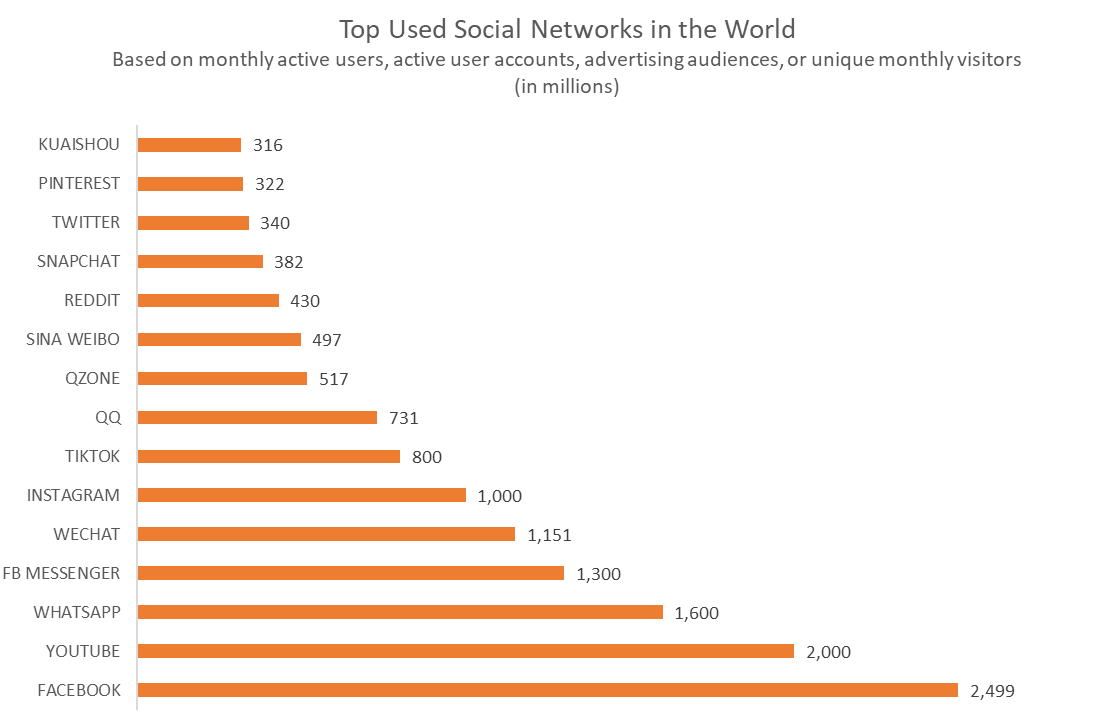 Top Used Social Networks in the World
Based on monthly active users, active user accounts, advertising audiences, or unique monthly visitors
(in millions)
KUAISHOU 316
PINTEREST 322
TWITTER 340
SNAPCHAT 382
REDDIT 430
SINA WEIBO 497
QZONE 517
QQ 731
TIKTOK 800
INSTAGRAM 1,000
WECHAT 1,151
FB MESSENGER 1,300
WHATSAPP 1,600
YOUTUBE 2,000
FACEBOOK 2,499